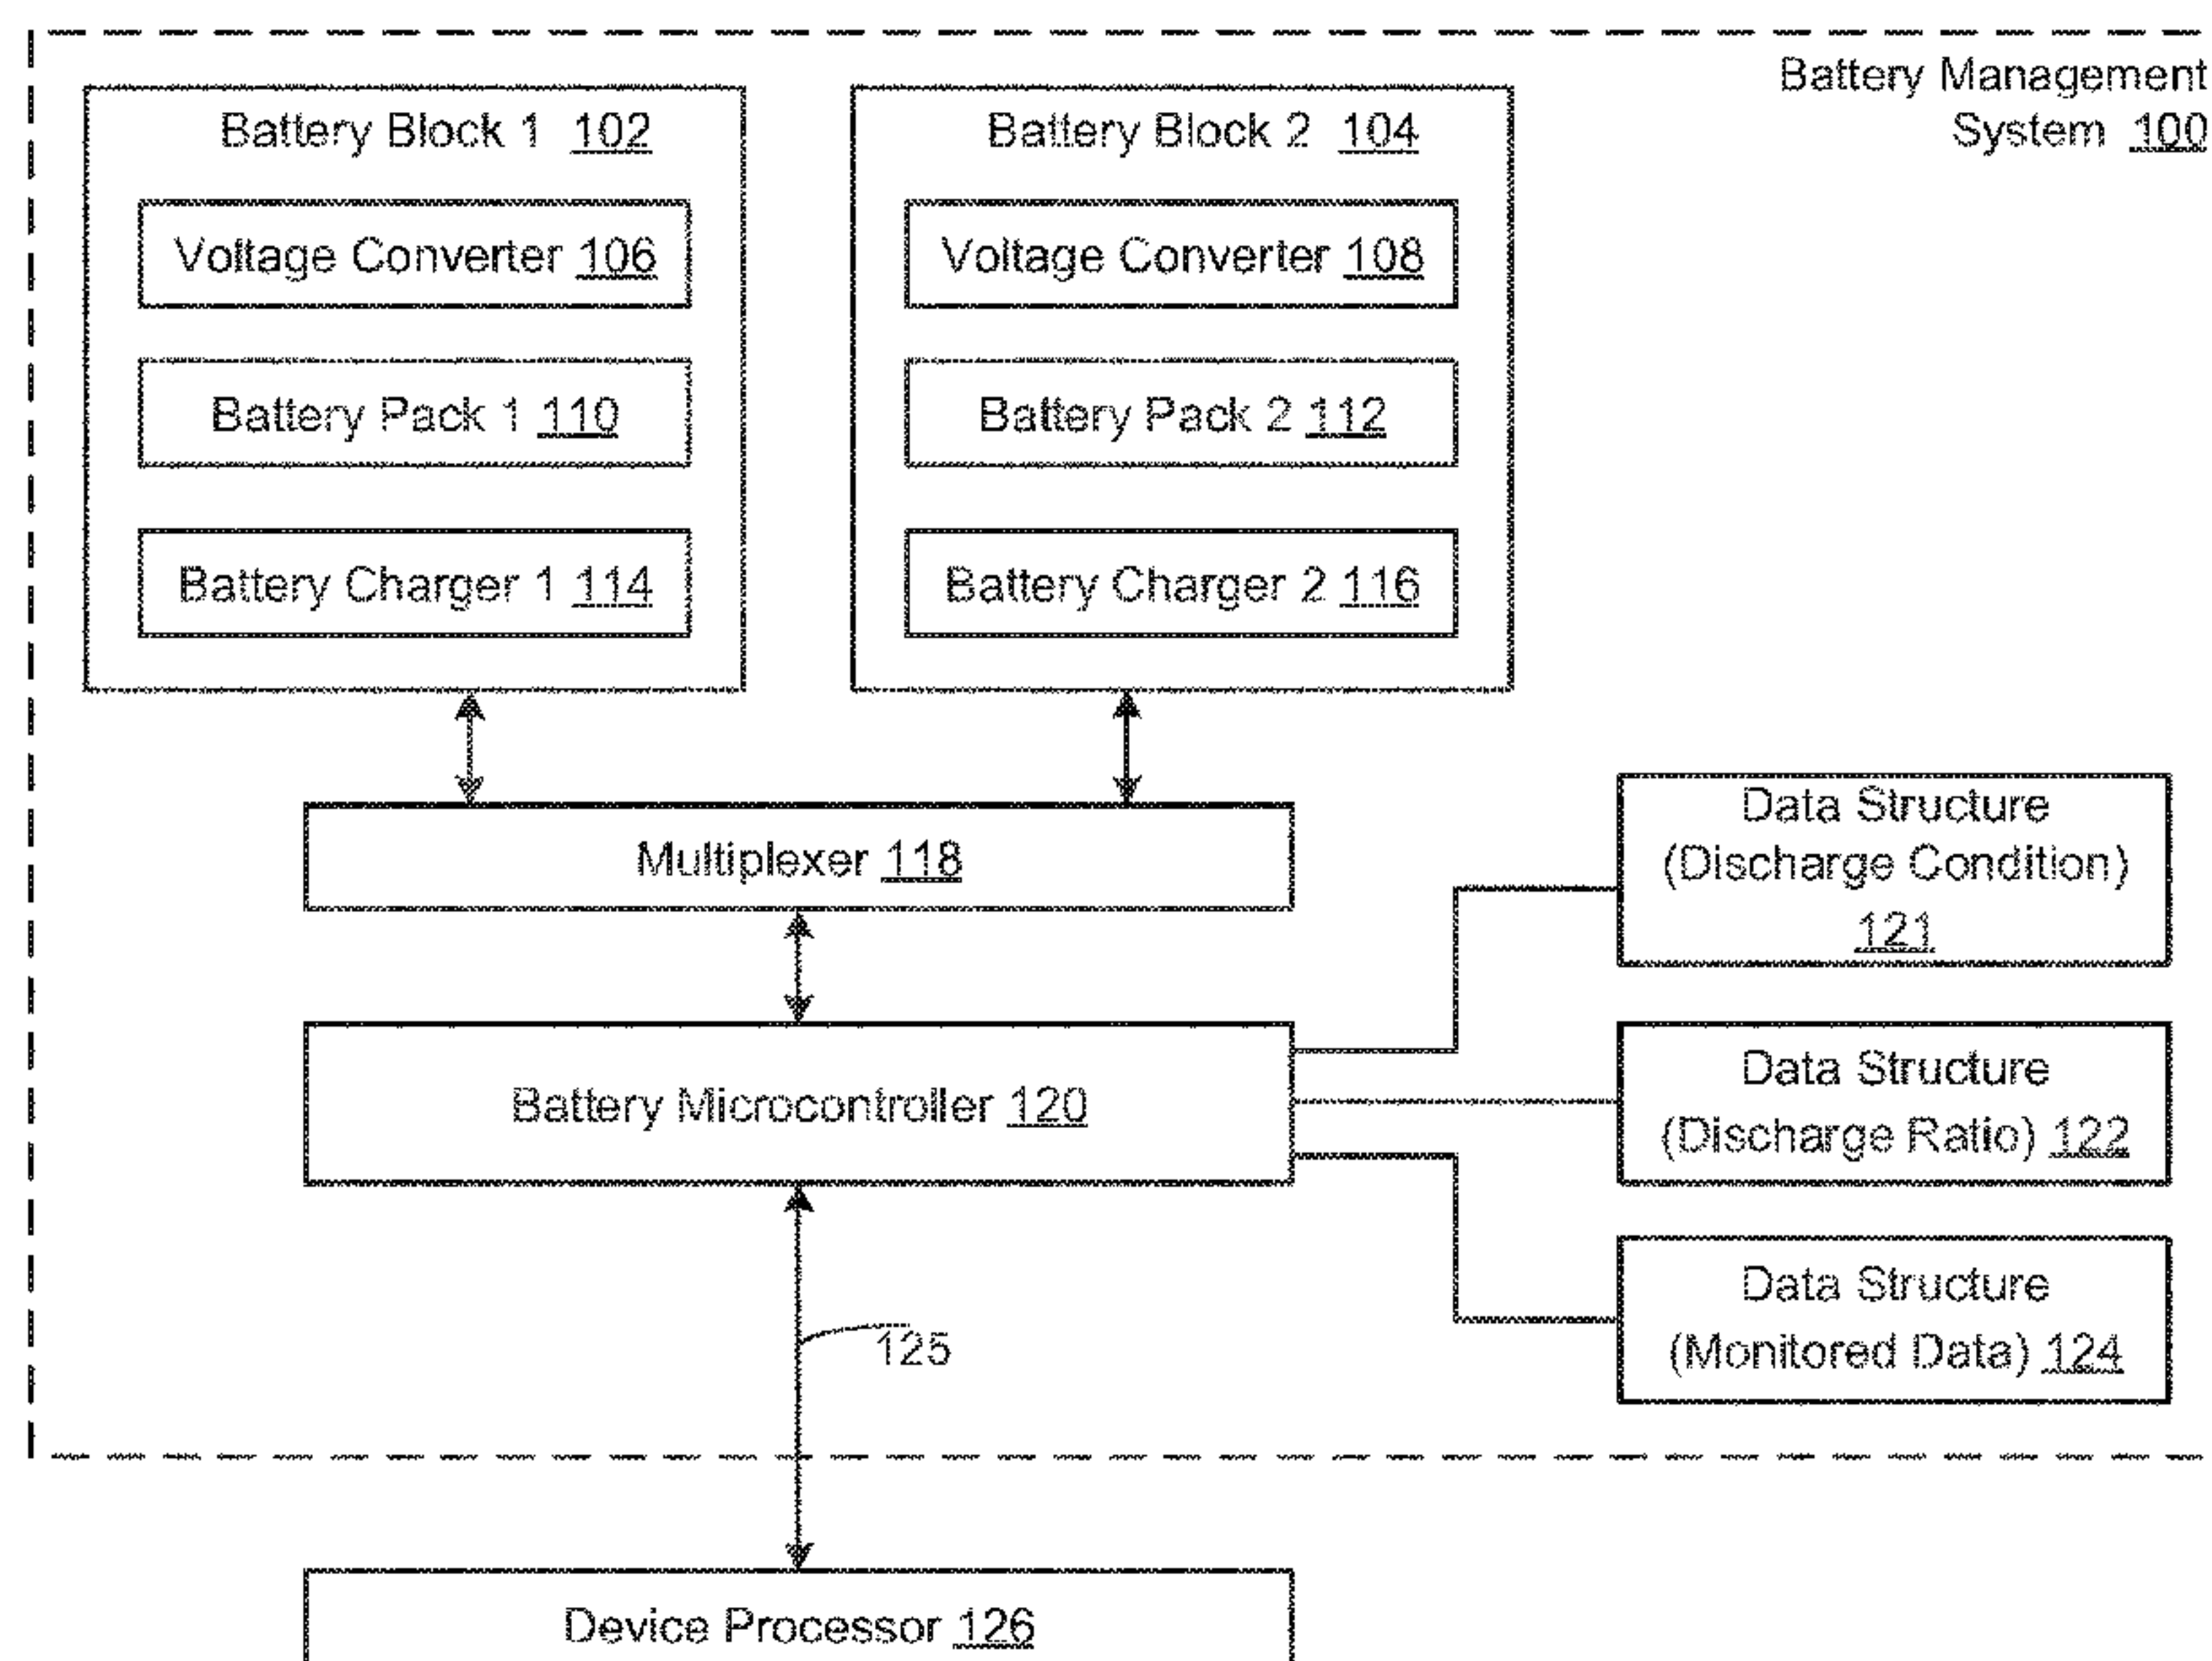 Battery Management
System 100
Battery Block 1 102
Voltage Converter 106
Battery Pack 1 110
Battery Charger 1 114
Battery Block 2 104
Voltage Converter 108
Battery Pack 2 112
Battery Charger 2 116
Multiplexer 118
Data Structure
(Discharge Condition)
121
Battery Microcontroller 120
Data Structure
(Discharge Ratio) 122
Data Structure
(Monitored Data) 124
125
Device Processor 126